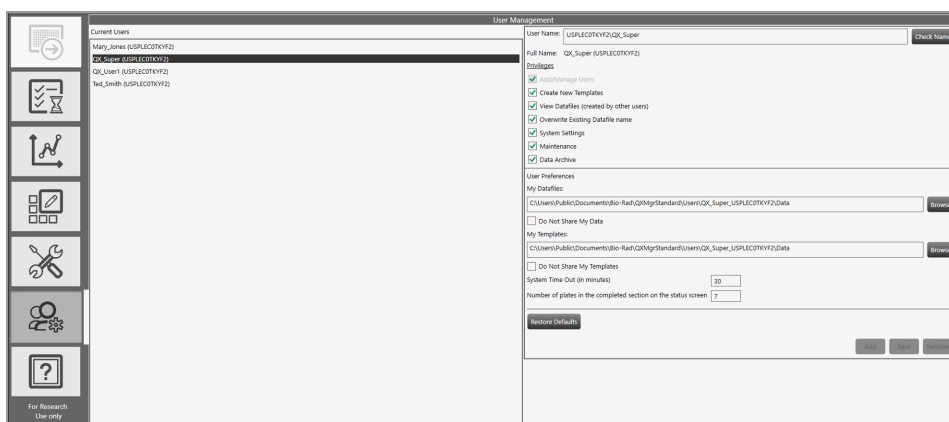 User Management
Current Users
Mary_Jones (USPLEC0TKYF2)
QX_Super (USPLEC0TKYF2)
QX_User1 (USPLEC0TKYF2)
Ted_Smith (USPLEC0TKYF2)
User Name: USPLEC0TKYF2\QX_Super Check Name
Full Name: QX_Super (USPLEC0TKYF2)
Privileges
Add/Manage Users
Create New Templates
View Datafiles (created by other users)
Overwrite Existing Datafile name
System Settings
Maintenance
Data Archive
User Preferences
My Datafiles:
C:\Users\Public\Documents\Bio-Rad\QXMgrStandard\Users\QX_Super_USPLEC0TKYF2\Data Browse
Do Not Share My Data
My Templates:
C:\Users\Public\Documents\Bio-Rad\QXMgrStandard\Users\QX_Super_USPLEC0TKYF2\Data Browse
Do Not Share My Templates
System Time Out (in minutes) 30
Number of plates in the completed section on the status screen 7
Restore Defaults
Add Save Remove
?
For Research
Use only